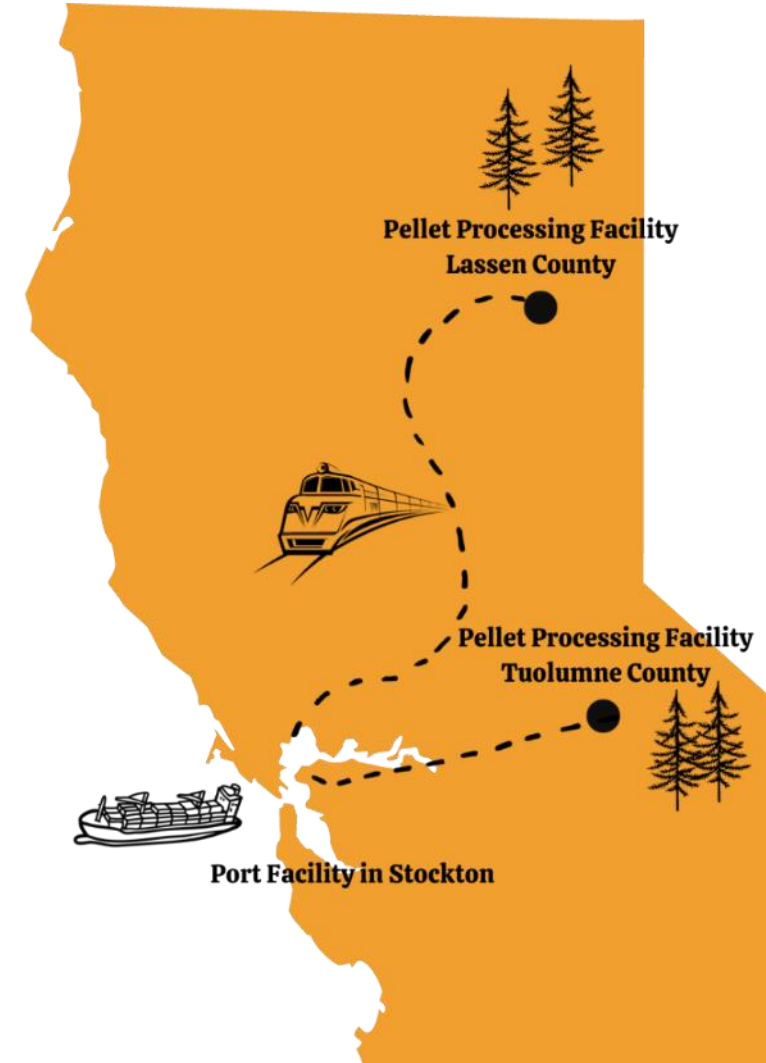 Pellet Processing Facility
Lassen County
Pellet Processing Facility
Tuolumne County
Port Facility in Stockton